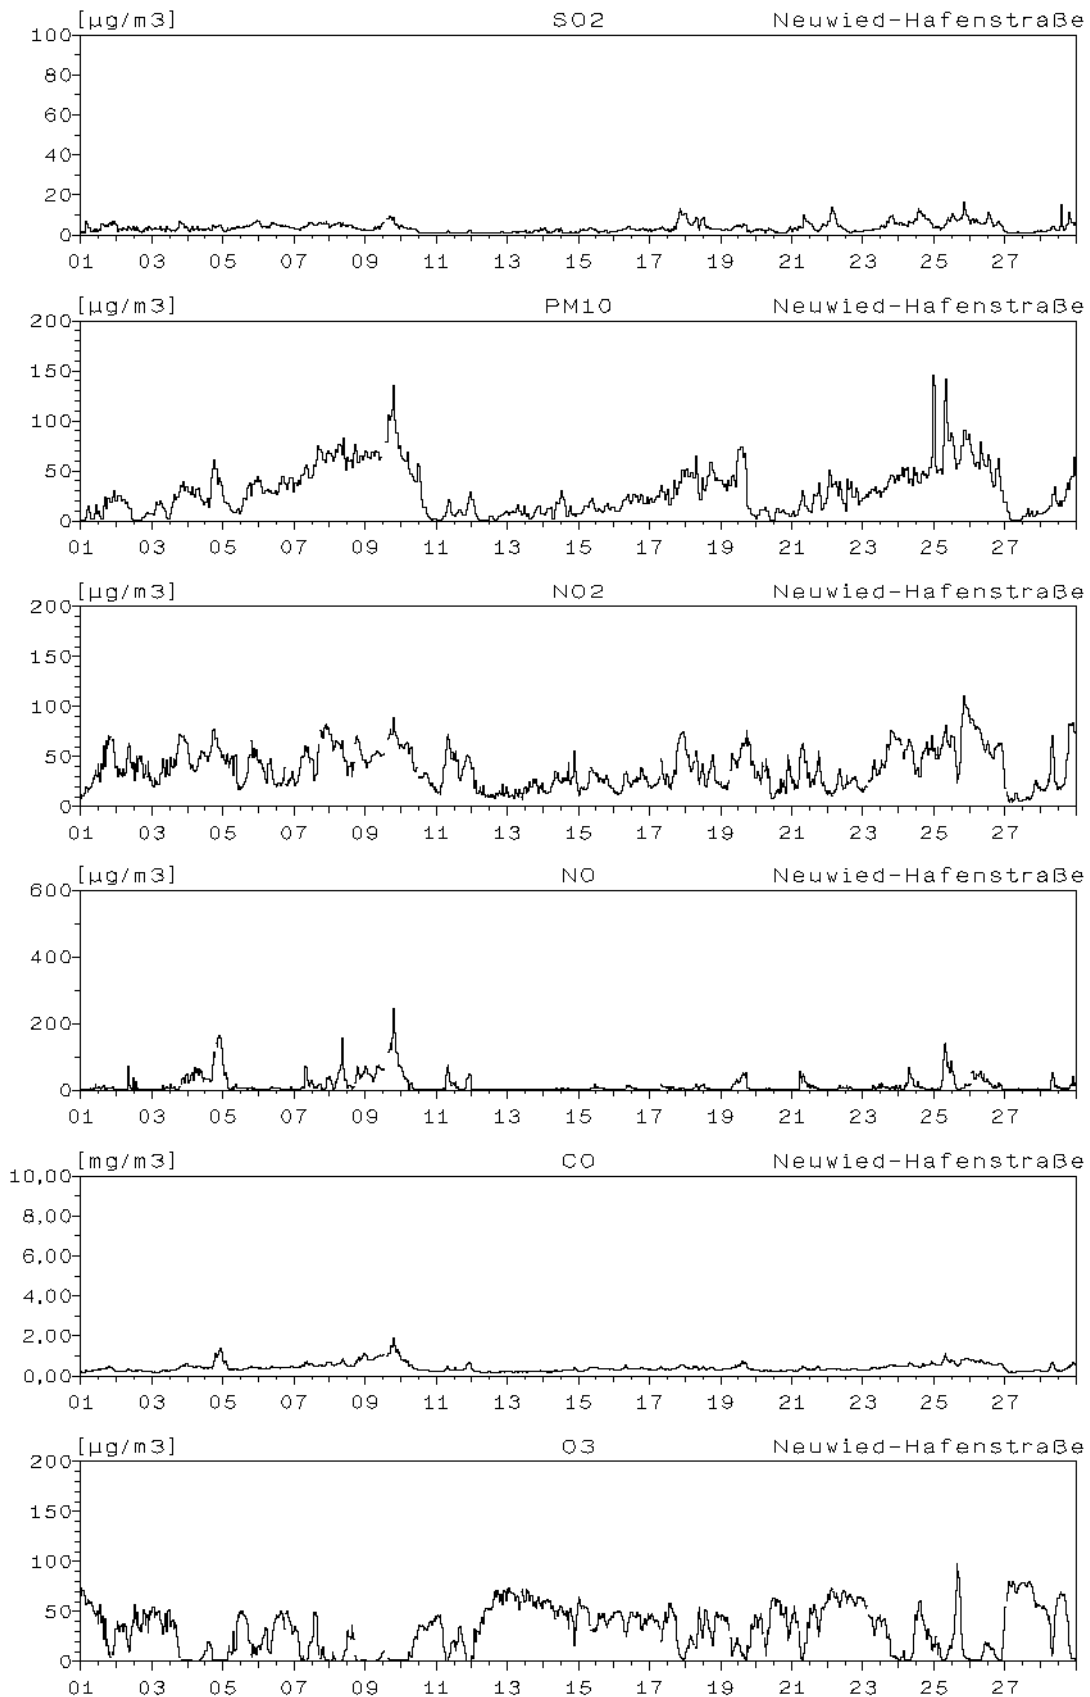 [µg/m3] SO2 Neuwied-Hafenstraße
100
80
60
40
20
0
01 03 05 07 09 11 13 15 17 19 21 23 25 27
[µg/m3] PM10 Neuwied-Hafenstraße
200
150
100
50
0
01 03 05 07 09 11 13 15 17 19 21 23 25 27
[µg/m3] NO2 Neuwied-Hafenstraße
200
150
100
50
0
01 03 05 07 09 11 13 15 17 19 21 23 25 27
[µg/m3] NO Neuwied-Hafenstraße
600
400
200
0
01 03 05 07 09 11 13 15 17 19 21 23 25 27
[mg/m3] CO Neuwied-Hafenstraße
10,00
8,00
6,00
4,00
2,00
0,00
01 03 05 07 09 11 13 15 17 19 21 23 25 27
[µg/m3] O3 Neuwied-Hafenstraße
200
150
100
50
0
01 03 05 07 09 11 13 15 17 19 21 23 25 27